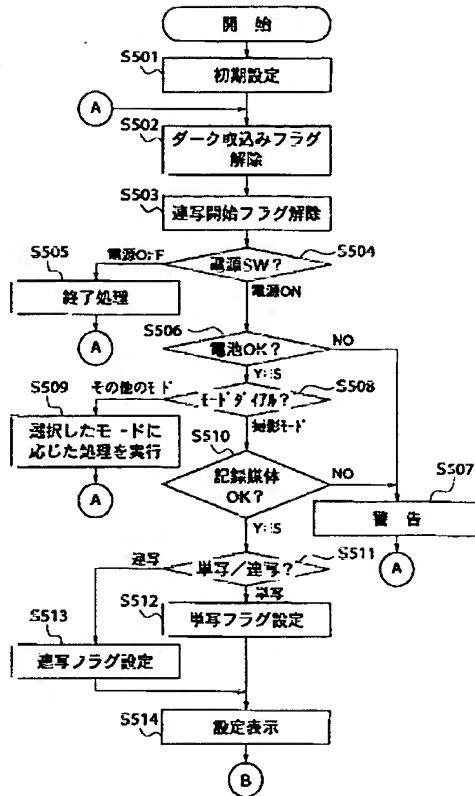 開 始
S501
初期設定
A
S502
ダーク取込みフラグ
解除
S503
連写開始フラグ解除
S505
電源OFF
電源SW?
S504
終了処理
電源ON
A
S506
電池OK?
NO
YES
S509
その他のモード
モードダイアル?
S508
選択したモードに
応じた処理を実行
撮影モード
S510
A
記録媒体
OK?
NO
S507
警 告
YES
A
連写
単写/連写?
S511
S513
S512
単写
単写フラグ設定
連写フラグ設定
S514
設定表示
B